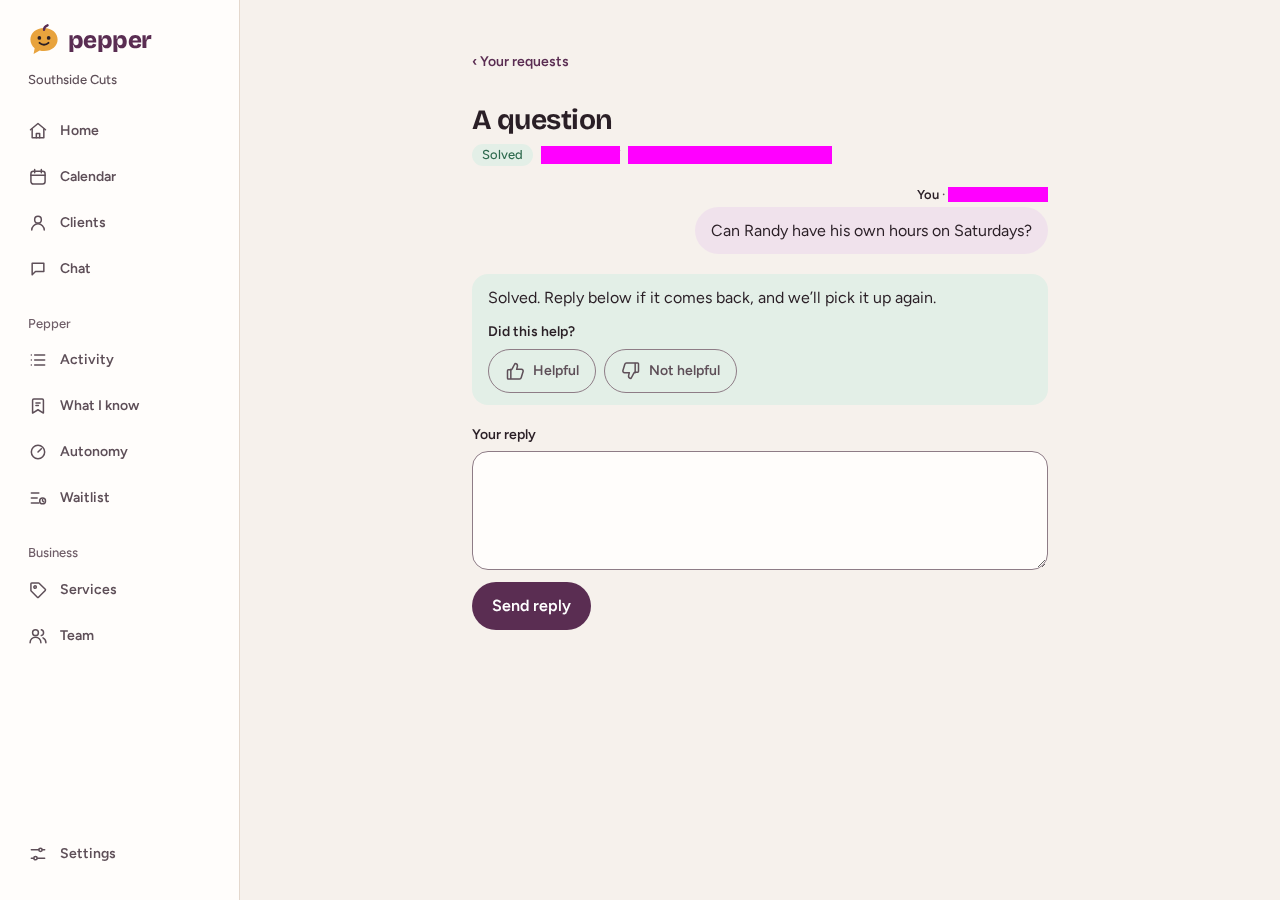 pepper
Southside Cuts
Home
Calendar
Clients
Chat
Pepper
Activity
What I know
Autonomy
Waitlist
Business
Services
Team
Settings
‹ Your requests
A question
Solved
You ·
Can Randy have his own hours on Saturdays?
Solved. Reply below if it comes back, and we’ll pick it up again.
Did this help?
Helpful
Not helpful
Your reply
Send reply